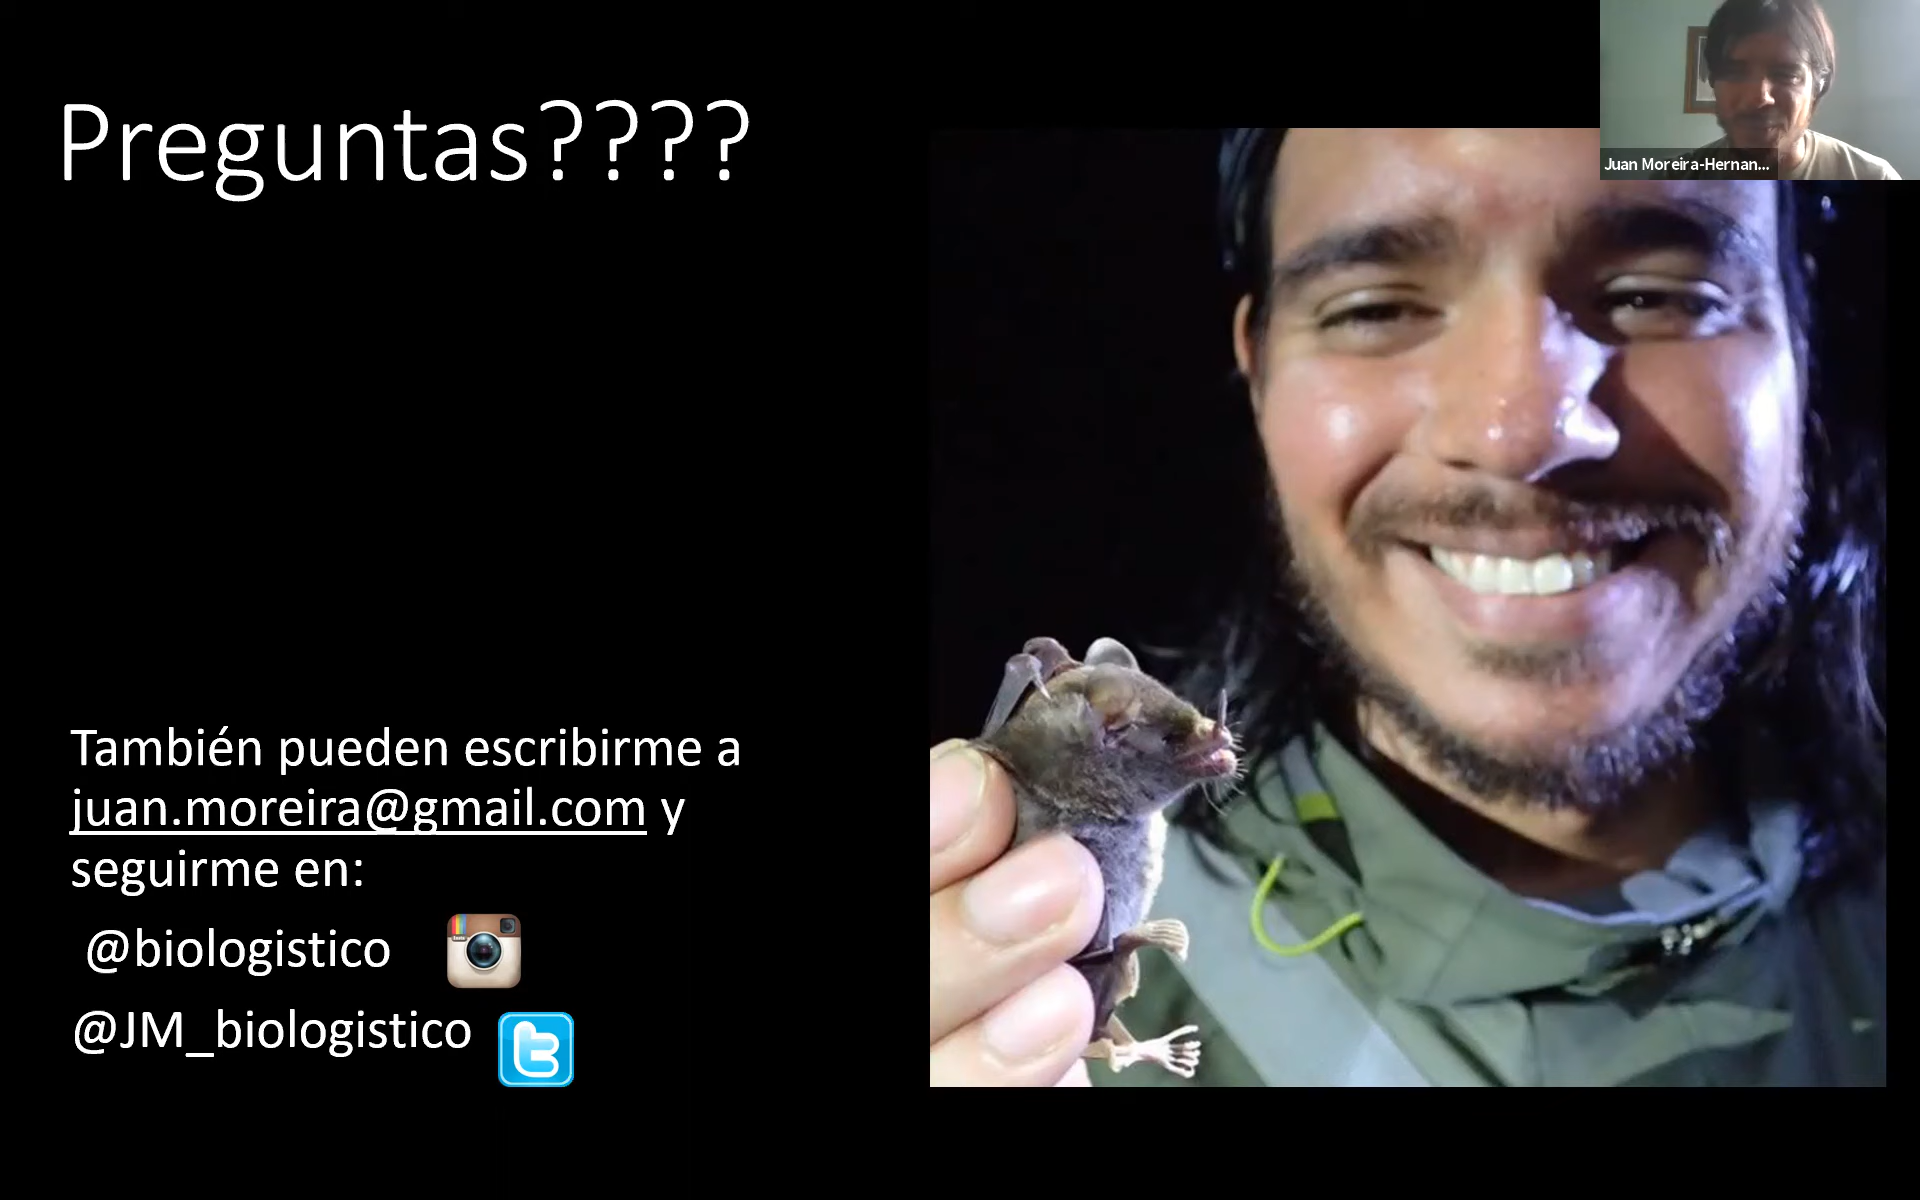 Preguntas????
Juan Moreira-Hernan...
También pueden escribirme a
juan.moreira@gmail.com y
seguirme en:
@biologistico
@JM_biologistico